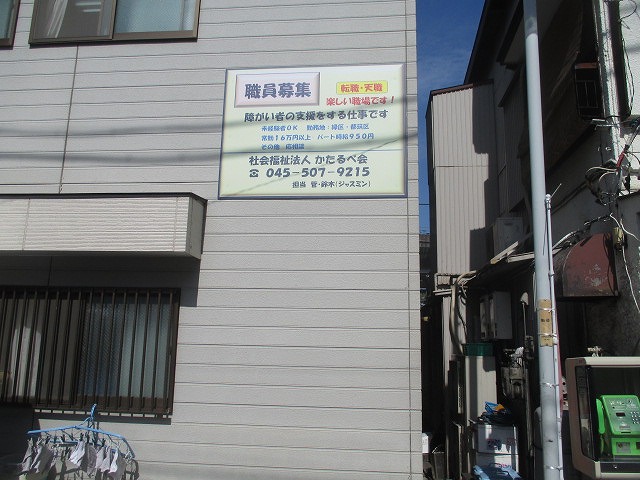 職員募集
転職・天職
楽しい職場です!
障がい者の支援をする仕事です
未経験者OK 勤務地:緑区・都筑区
常勤16万円以上 パート時給950円
その他 応相談
社会福祉法人 かたるべ会
☎ 045-507-9215
担当 菅・鈴木(ジャスミン)